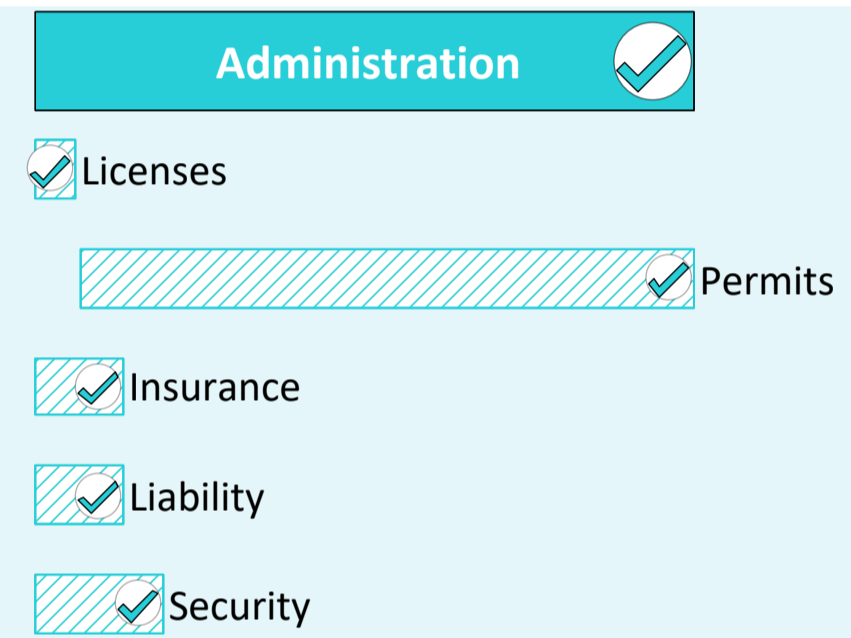 Administration
Licenses
Permits
Insurance
Liability
Security